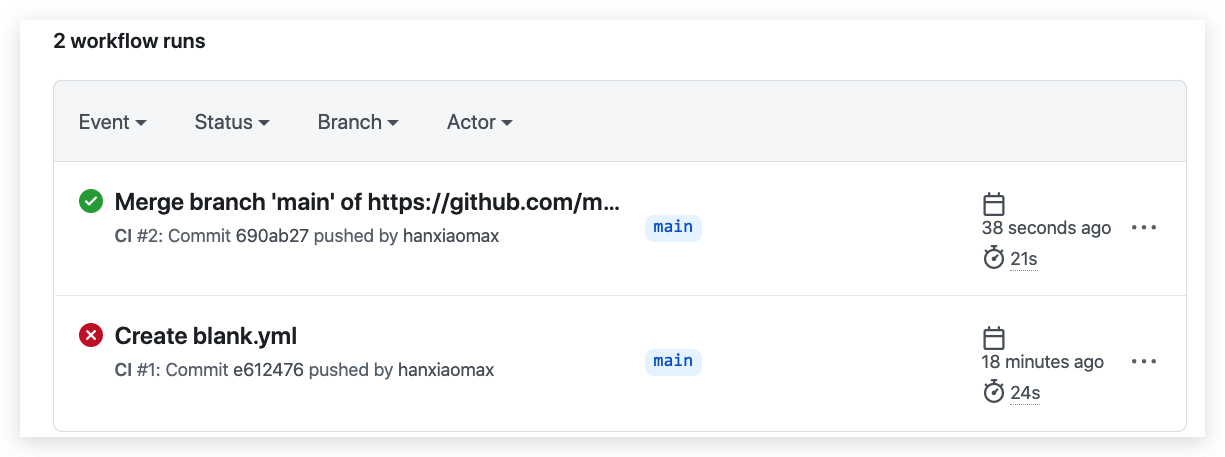 2 workflow runs
Event Status Branch Actor
Merge branch 'main' of https://github.com/m...
CI #2: Commit 690ab27 pushed by hanxiaomax
main
38 seconds ago
21s
Create blank.yml
CI #1: Commit e612476 pushed by hanxiaomax
main
18 minutes ago
24s